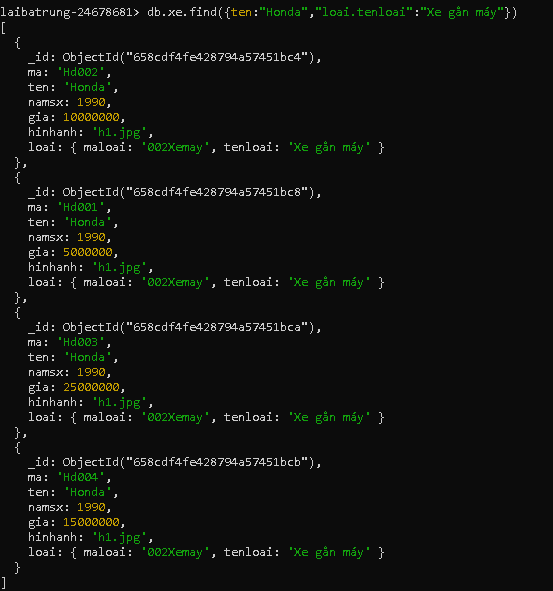 laibatrung-24678681> db.xe.find({ten:"Honda","loai.tenloai":"Xe gắn máy"})
[
  {
    _id: ObjectId("658cdf4fe428794a57451bc4"),
    ma: 'Hd002',
    ten: 'Honda',
    namsx: 1990,
    gia: 10000000,
    hinhanh: 'h1.jpg',
    loai: { maloai: '002Xemay', tenloai: 'Xe gắn máy' }
  },
  {
    _id: ObjectId("658cdf4fe428794a57451bc8"),
    ma: 'Hd001',
    ten: 'Honda',
    namsx: 1990,
    gia: 5000000,
    hinhanh: 'h1.jpg',
    loai: { maloai: '002Xemay', tenloai: 'Xe gắn máy' }
  },
  {
    _id: ObjectId("658cdf4fe428794a57451bca"),
    ma: 'Hd003',
    ten: 'Honda',
    namsx: 1990,
    gia: 25000000,
    hinhanh: 'h1.jpg',
    loai: { maloai: '002Xemay', tenloai: 'Xe gắn máy' }
  },
  {
    _id: ObjectId("658cdf4fe428794a57451bcb"),
    ma: 'Hd004',
    ten: 'Honda',
    namsx: 1990,
    gia: 15000000,
    hinhanh: 'h1.jpg',
    loai: { maloai: '002Xemay', tenloai: 'Xe gắn máy' }
  }
]